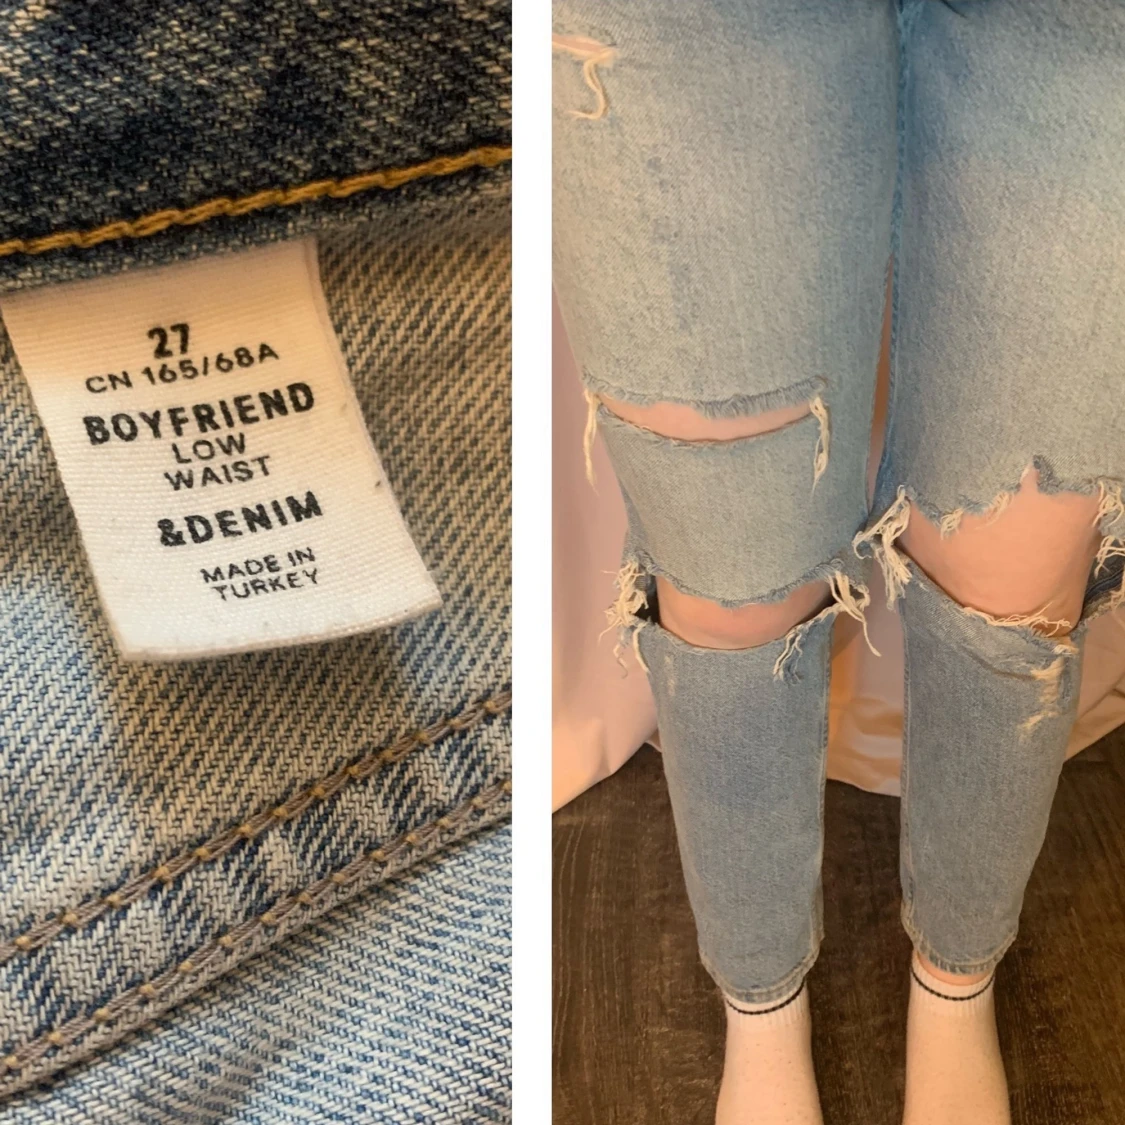 27
CN 165/68A
BOYFRIEND
LOW
WAIST
&DENIM
MADE IN
TURKEY